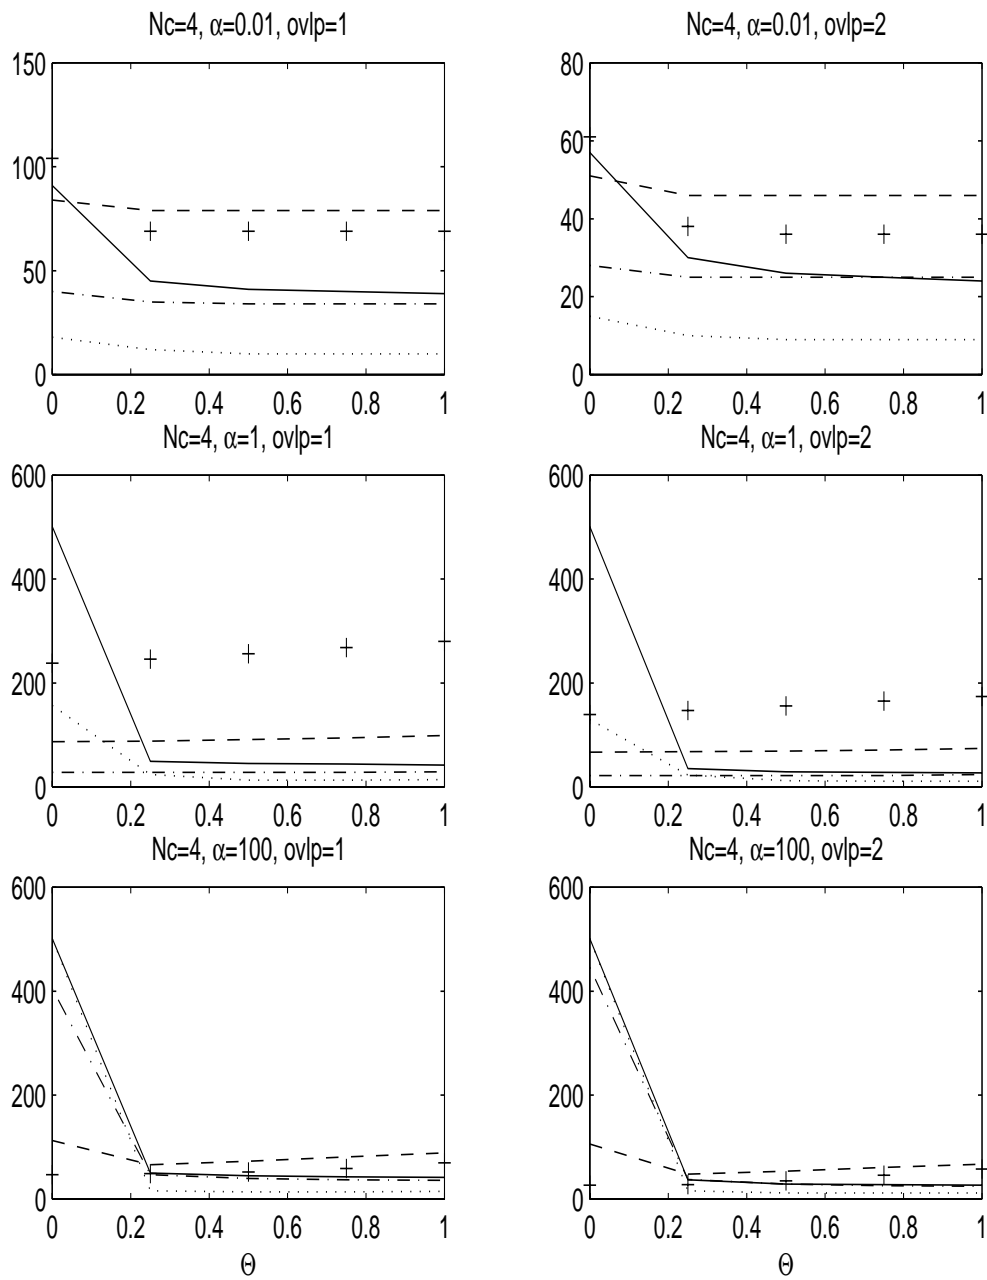 Nc=4, α=0.01, ovlp=1
150
100
50
0
0 0.2 0.4 0.6 0.8 1
Nc=4, α=0.01, ovlp=2
80
60
40
20
0
0 0.2 0.4 0.6 0.8 1
Nc=4, α=1, ovlp=1
600
400
200
0
0 0.2 0.4 0.6 0.8 1
Nc=4, α=1, ovlp=2
600
400
200
0
0 0.2 0.4 0.6 0.8 1
Nc=4, α=100, ovlp=1
600
400
200
0
0 0.2 0.4 0.6 0.8 1
Θ
Nc=4, α=100, ovlp=2
600
400
200
0
0 0.2 0.4 0.6 0.8 1
Θ